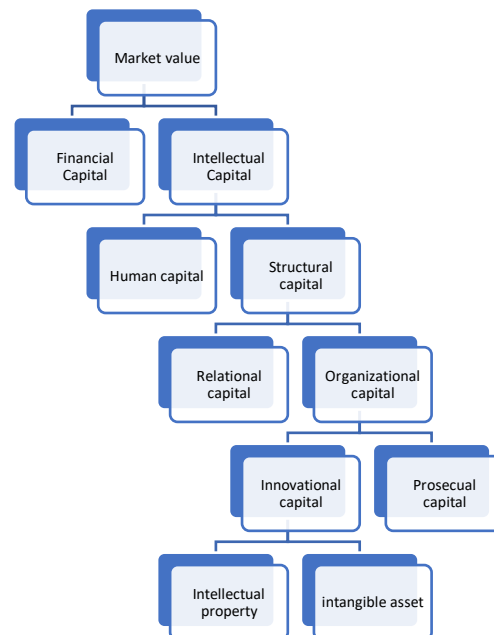 Market value
Financial
Capital
Intellectual
Capital
Human capital
Structural
capital
Relational
capital
Organizational
capital
Innovational
capital
Prosecual
capital
Intellectual
property
intangible asset